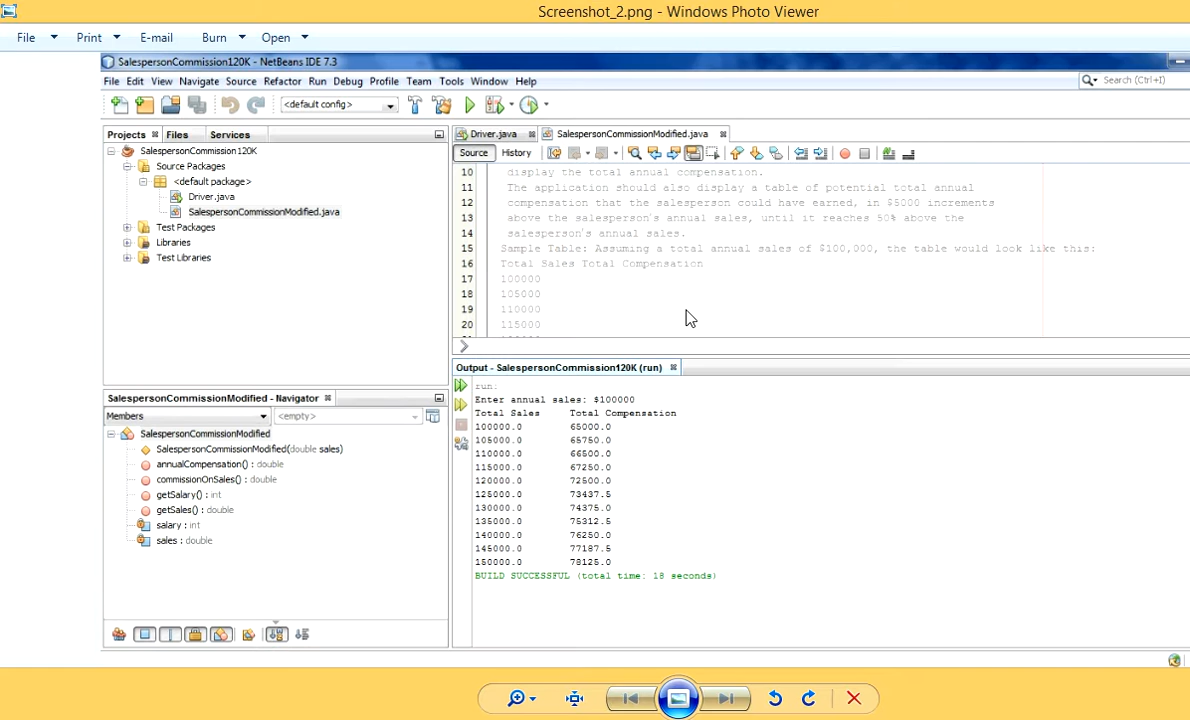 Screenshot_2.png - Windows Photo Viewer
File Print E-mail Burn Open
SalespersonCommission120K - NetBeans IDE 7.3
File Edit View Navigate Source Refactor Run Debug Profile Team Tools Window Help
Search (Ctrl+I)
<default config>
Projects Files Services
SalespersonCommission120K
Source Packages
<default package>
Driver.java
SalespersonCommissionModified.java
Test Packages
Libraries
Test Libraries
Driver.java SalespersonCommissionModified.java
Source History
10 display the total annual compensation.
11 The application should also display a table of potential total annual
12 compensation that the salesperson could have earned, in $5000 increments
13 above the salesperson's annual sales, until it reaches 50% above the
14 salesperson's annual sales.
15 Sample Table: Assuming a total annual sales of $100,000, the table would look like this:
16 Total Sales Total Compensation
17 100000
18 105000
19 110000
20 115000
SalespersonCommissionModified - Navigator
Members <empty>
SalespersonCommissionModified
SalespersonCommissionModified(double sales)
annualCompensation() : double
commissionOnSales() : double
getSalary() : int
getSales() : double
salary : int
sales : double
Output - SalespersonCommission120K (run)
run:
Enter annual sales: $100000
Total Sales Total Compensation
100000.0 65000.0
105000.0 65750.0
110000.0 66500.0
115000.0 67250.0
120000.0 72500.0
125000.0 73437.5
130000.0 74375.0
135000.0 75312.5
140000.0 76250.0
145000.0 77187.5
150000.0 78125.0
BUILD SUCCESSFUL (total time: 18 seconds)